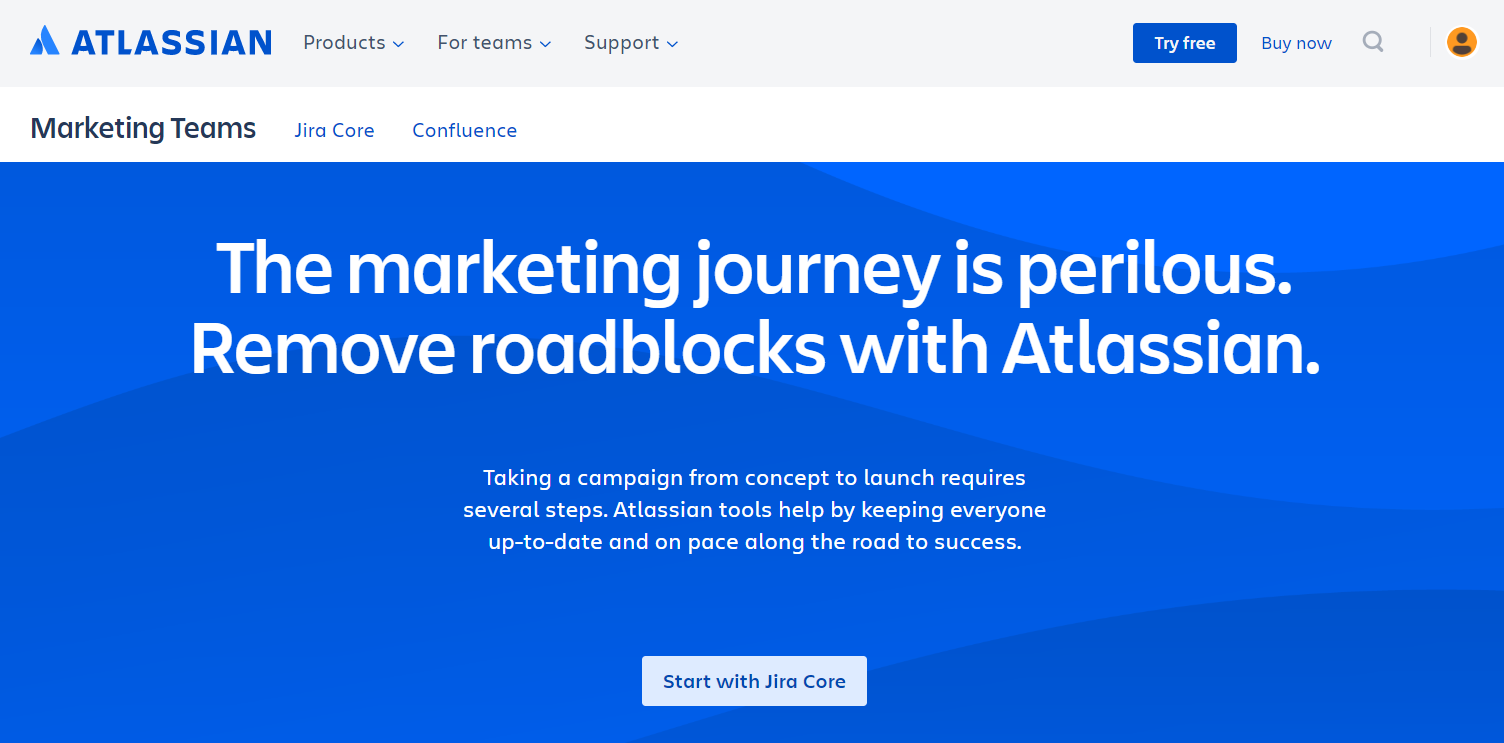 ATLASSIAN Products For teams Support Try free Buy now
Marketing Teams Jira Core Confluence
The marketing journey is perilous.
Remove roadblocks with Atlassian.
Taking a campaign from concept to launch requires
several steps. Atlassian tools help by keeping everyone
up-to-date and on pace along the road to success.
Start with Jira Core